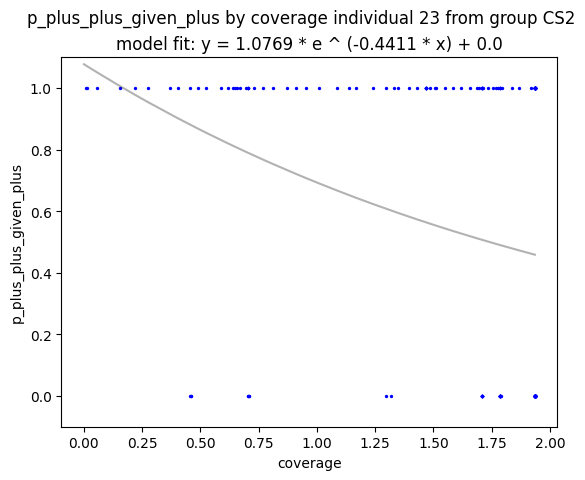 p_plus_plus_given_plus by coverage individual 23 from group CS2
model fit: y = 1.0769 * e ^ (-0.4411 * x) + 0.0
p_plus_plus_given_plus
1.0
0.8
0.6
0.4
0.2
0.0
0.00 0.25 0.50 0.75 1.00 1.25 1.50 1.75 2.00
coverage